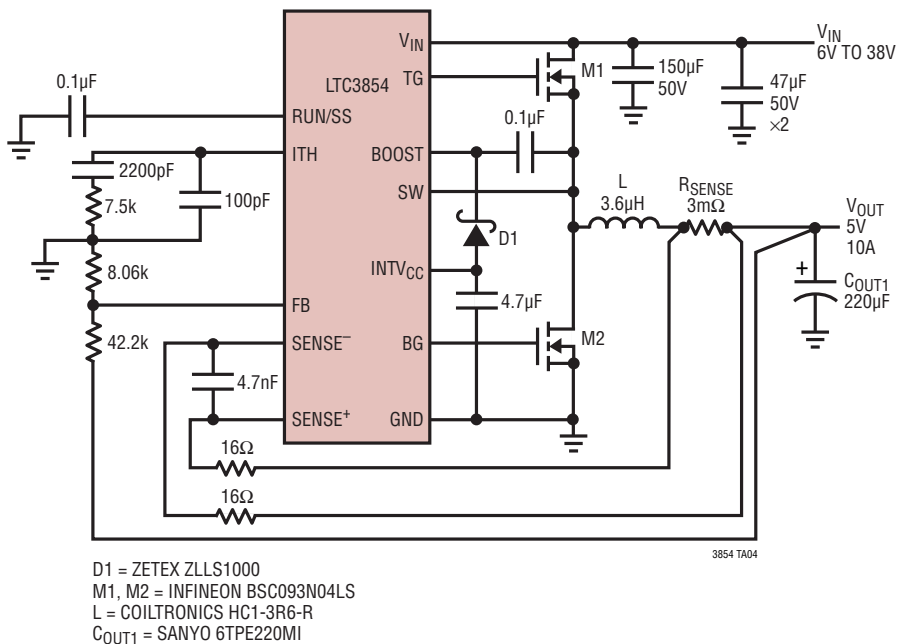 V_IN
6V TO 38V
V_IN
LTC3854
TG
M1
150µF
50V
47µF
50V
×2
0.1µF
RUN/SS
0.1µF
ITH
BOOST
2200pF
100pF
7.5k
SW
L
3.6µH
R_SENSE
3mΩ
V_OUT
5V
10A
D1
8.06k
INTV_CC
+
C_OUT1
220µF
4.7µF
FB
42.2k
SENSE⁻
BG
M2
4.7nF
SENSE⁺
GND
16Ω
16Ω
3854 TA04
D1 = ZETEX ZLLS1000
M1, M2 = INFINEON BSC093N04LS
L = COILTRONICS HC1-3R6-R
C_OUT1 = SANYO 6TPE220MI